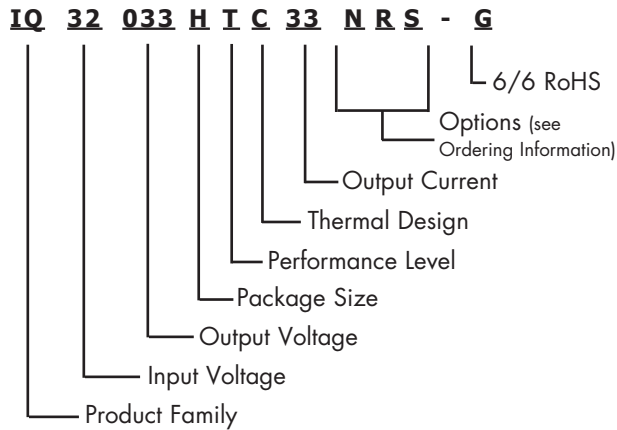 IQ 32 033 H T C 33 N R S - G
6/6 RoHS
Options (see
Ordering Information)
Output Current
Thermal Design
Performance Level
Package Size
Output Voltage
Input Voltage
Product Family